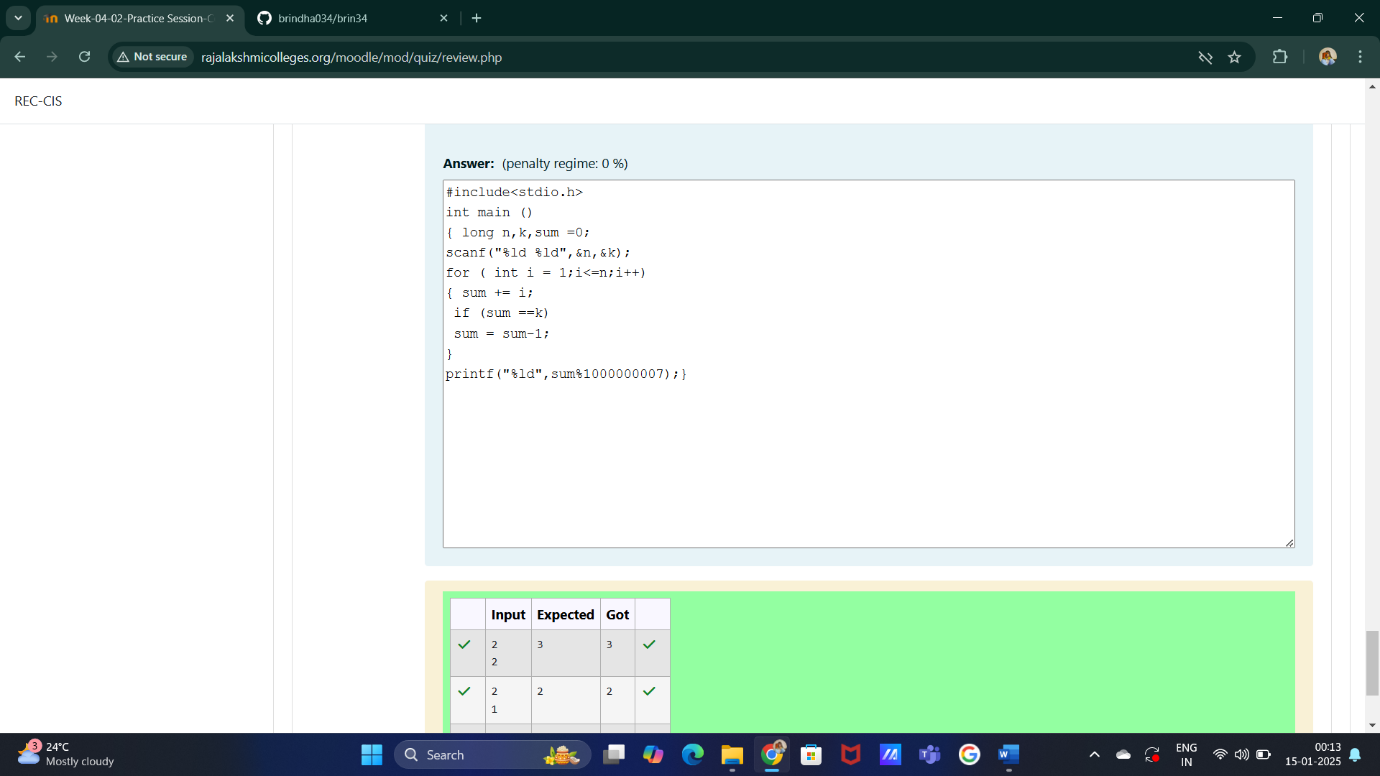 Week-04-02-Practice Session-C
brindha034/brin34
Not secure
rajalakshmicolleges.org/moodle/mod/quiz/review.php
REC-CIS
Answer: (penalty regime: 0 %)
#include<stdio.h>
int main ()
{ long n,k,sum =0;
scanf("%ld %ld",&n,&k);
for ( int i = 1;i<=n;i++)
{ sum += i;
if (sum ==k)
sum = sum-1;
}
printf("%ld",sum%1000000007);}
Input Expected Got
2 3 3
2
2 2 2
1
3
24°C
Mostly cloudy
Search
ENG
IN
00:13
15-01-2025